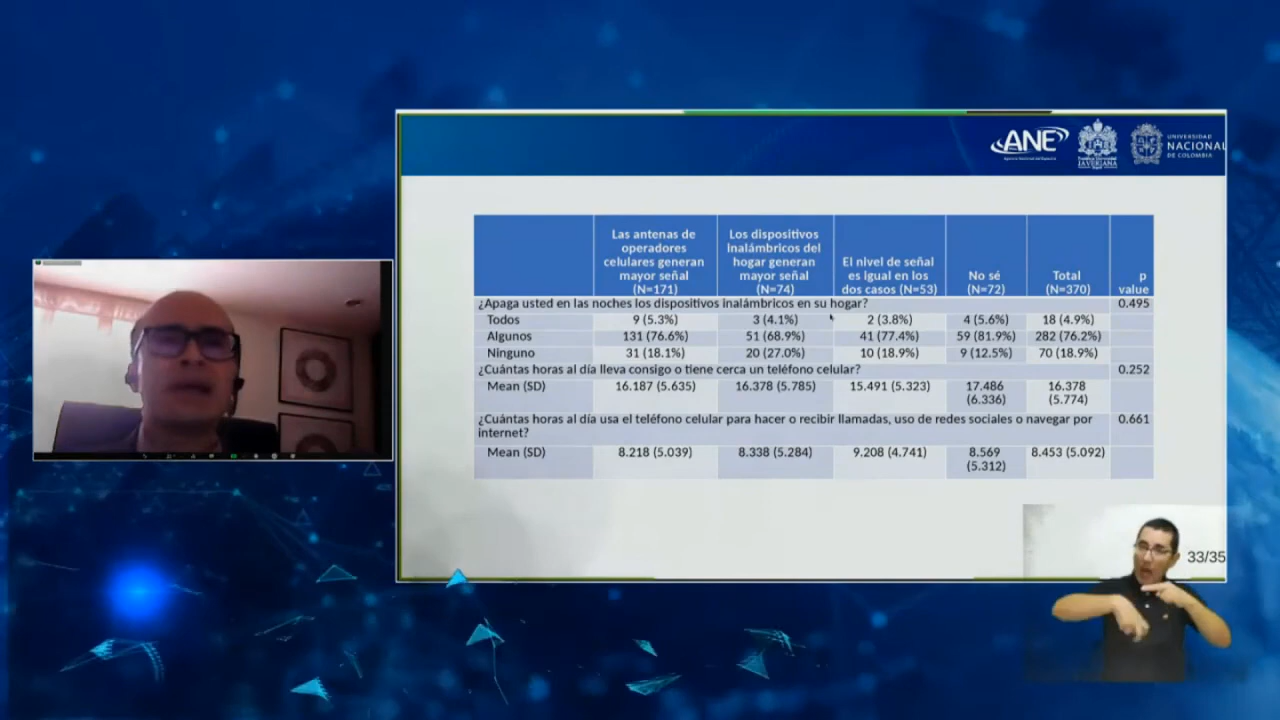 ANE
Agencia Nacional del Espectro
Pontificia Universidad
JAVERIANA
UNIVERSIDAD
NACIONAL
DE COLOMBIA
Las antenas de operadores celulares generan mayor señal (N=171)
Los dispositivos inalámbricos del hogar generan mayor señal (N=74)
El nivel de señal es igual en los dos casos (N=53)
No sé (N=72)
Total (N=370)
p value
¿Apaga usted en las noches los dispositivos inalámbricos en su hogar? 0.495
Todos 9 (5.3%) 3 (4.1%) 2 (3.8%) 4 (5.6%) 18 (4.9%)
Algunos 131 (76.6%) 51 (68.9%) 41 (77.4%) 59 (81.9%) 282 (76.2%)
Ninguno 31 (18.1%) 20 (27.0%) 10 (18.9%) 9 (12.5%) 70 (18.9%)
¿Cuántas horas al día lleva consigo o tiene cerca un teléfono celular? 0.252
Mean (SD) 16.187 (5.635) 16.378 (5.785) 15.491 (5.323) 17.486 (6.336) 16.378 (5.774)
¿Cuántas horas al día usa el teléfono celular para hacer o recibir llamadas, uso de redes sociales o navegar por 0.661
internet?
Mean (SD) 8.218 (5.039) 8.338 (5.284) 9.208 (4.741) 8.569 (5.312) 8.453 (5.092)
33/35